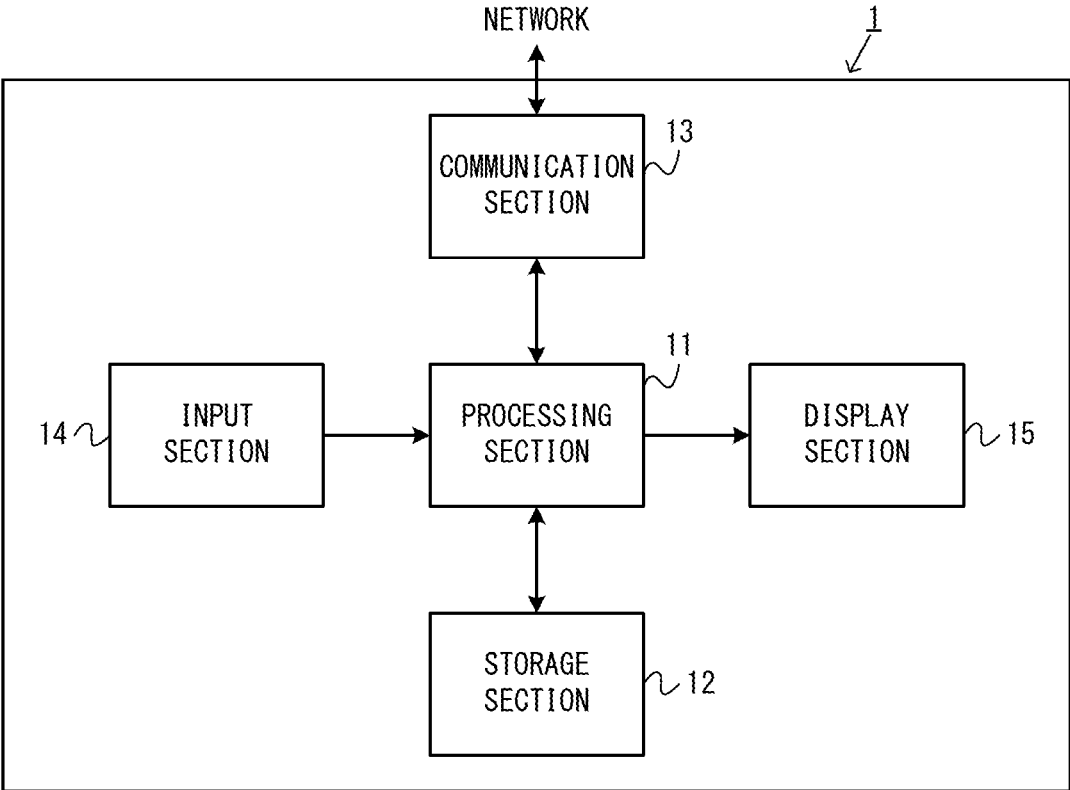 NETWORK
1
COMMUNICATION
SECTION
13
INPUT
SECTION
14
PROCESSING
SECTION
11
DISPLAY
SECTION
15
STORAGE
SECTION
12